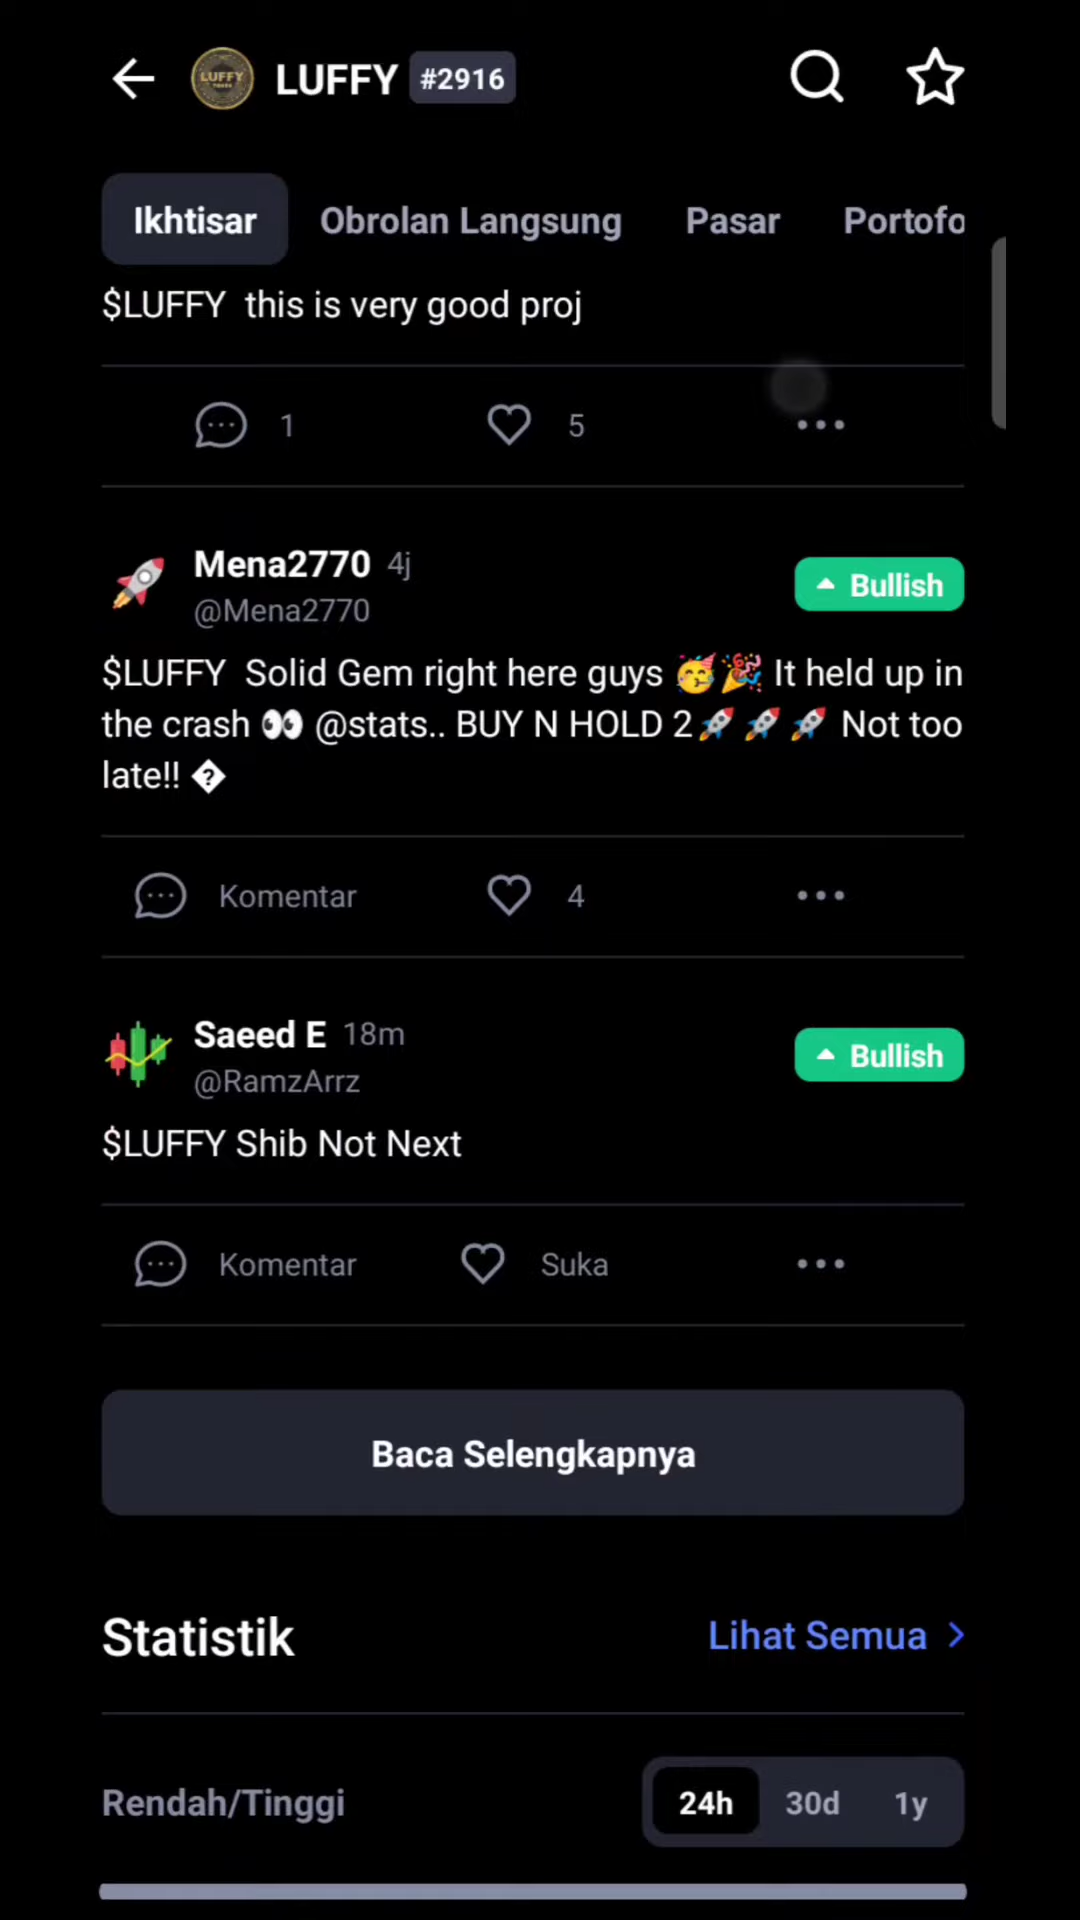 LUFFY #2916
Ikhtisar Obrolan Langsung Pasar Portofo
$LUFFY this is very good proj
1 5
Mena2770 4j
@Mena2770
Bullish
$LUFFY Solid Gem right here guys 🥳🎉 It held up in
the crash 👀 @stats.. BUY N HOLD 2🚀🚀🚀 Not too
late!! �
Komentar 4
Saeed E 18m
@RamzArrz
Bullish
$LUFFY Shib Not Next
Komentar Suka
Baca Selengkapnya
Statistik Lihat Semua
Rendah/Tinggi 24h 30d 1y